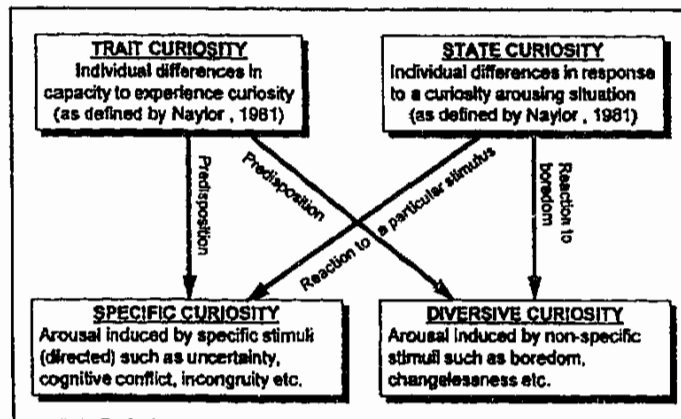 TRAIT CURIOSITY
Individual differences in
capacity to experience curiosity
(as defined by Naylor , 1981)
STATE CURIOSITY
Individual differences in response
to a curiosity arousing situation
(as defined by Naylor, 1981)
Predisposition
Predisposition
Reaction to a particular stimulus
Reaction to
boredom
SPECIFIC CURIOSITY
Arousal induced by specific stimuli
(directed) such as uncertainty,
cognitive conflict, incongruity etc.
DIVERSIVE CURIOSITY
Arousal induced by non-specific
stimuli such as boredom,
changelessness etc.